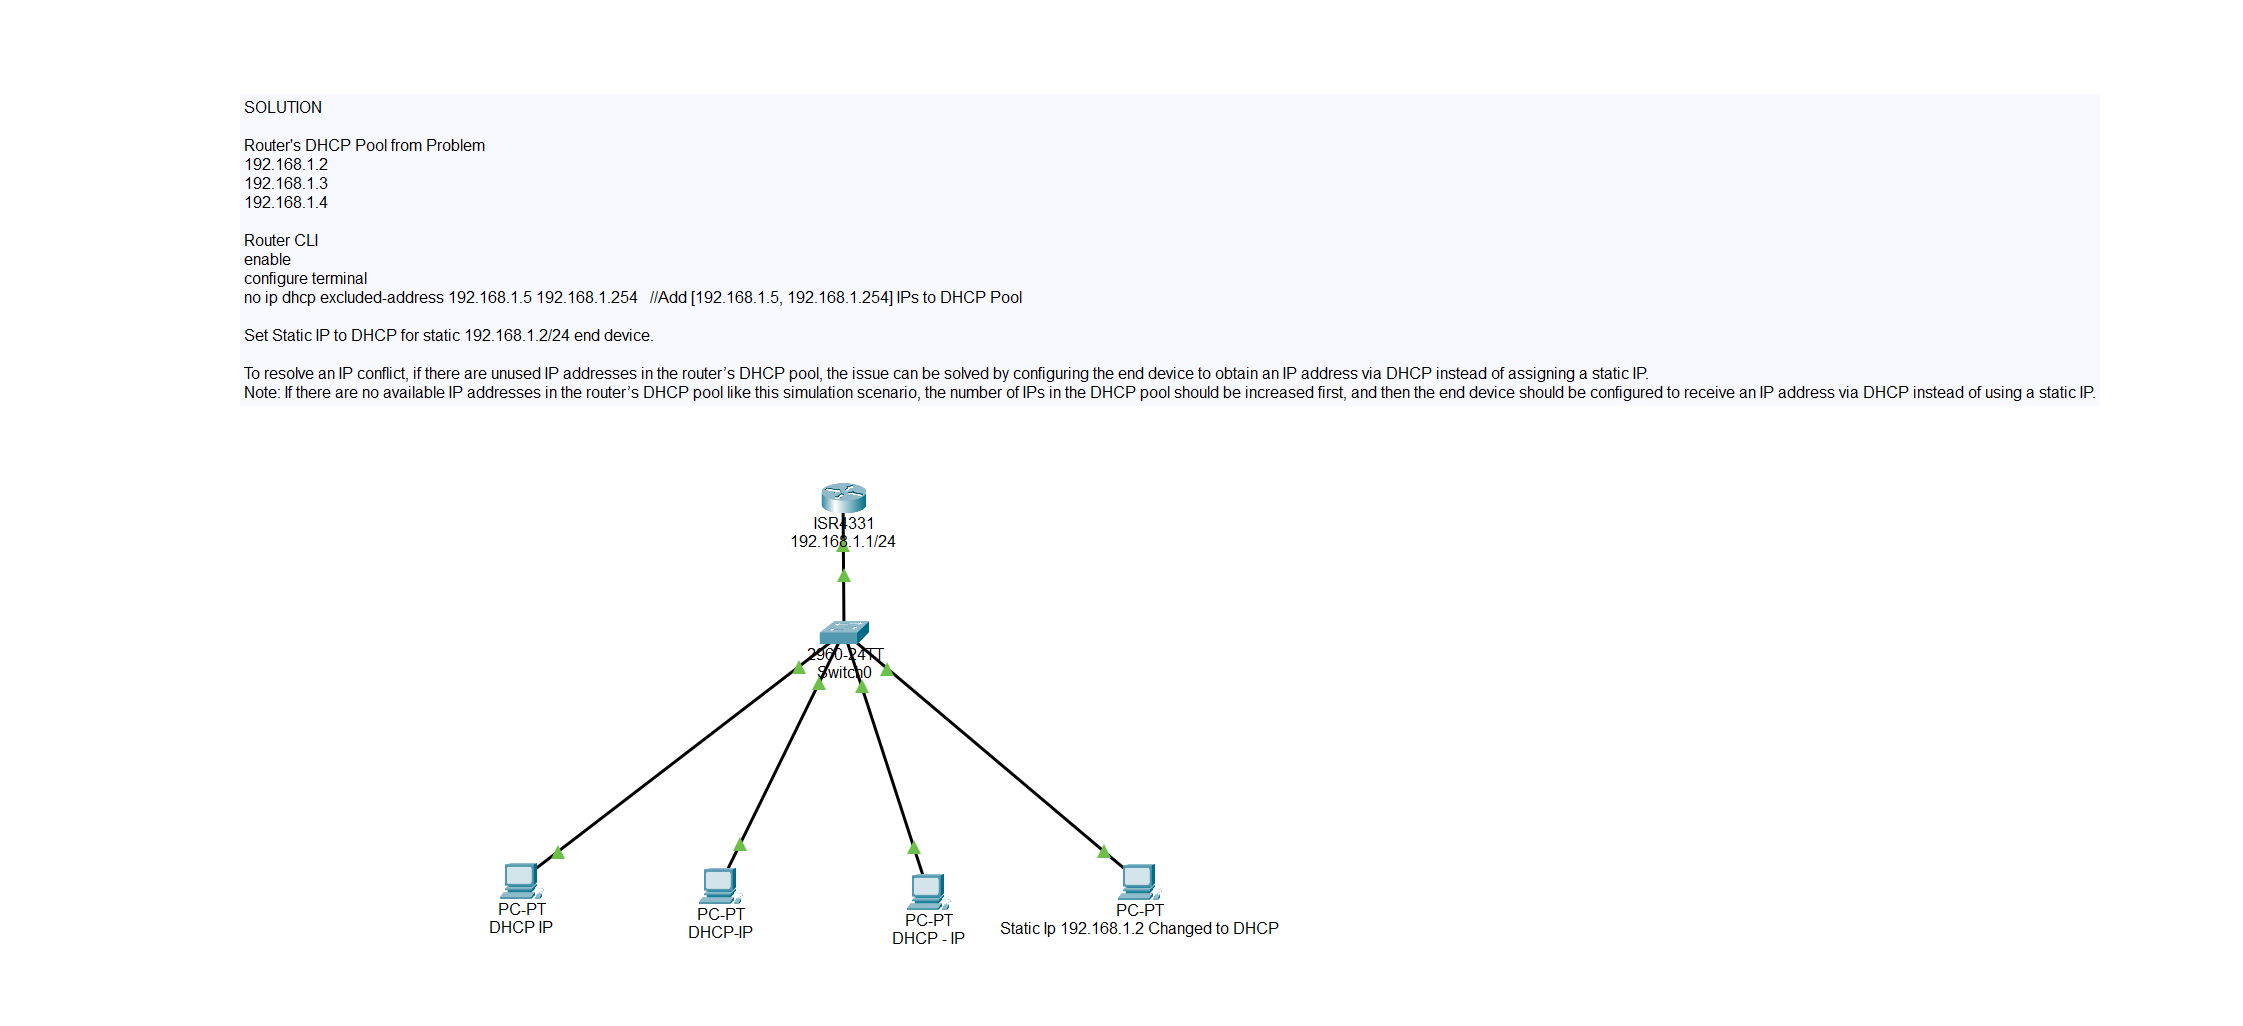 SOLUTION
Router's DHCP Pool from Problem
192.168.1.2
192.168.1.3
192.168.1.4
Router CLI
enable
configure terminal
no ip dhcp excluded-address 192.168.1.5 192.168.1.254   //Add [192.168.1.5, 192.168.1.254] IPs to DHCP Pool
Set Static IP to DHCP for static 192.168.1.2/24 end device.
To resolve an IP conflict, if there are unused IP addresses in the router’s DHCP pool, the issue can be solved by configuring the end device to obtain an IP address via DHCP instead of assigning a static IP.
Note: If there are no available IP addresses in the router’s DHCP pool like this simulation scenario, the number of IPs in the DHCP pool should be increased first, and then the end device should be configured to receive an IP address via DHCP instead of using a static IP.
ISR4331
192.168.1.1/24
2960-24TT
Switch0
PC-PT
DHCP IP
PC-PT
DHCP-IP
PC-PT
DHCP - IP
PC-PT
Static Ip 192.168.1.2 Changed to DHCP